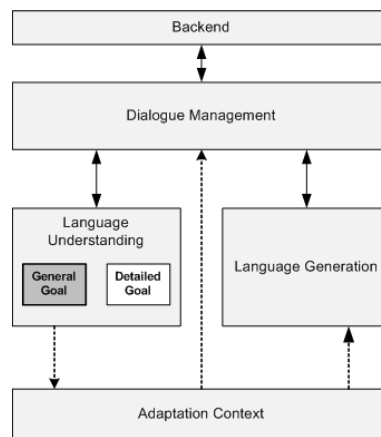 Backend
Dialogue Management
Language
Understanding
General
Goal
Detailed
Goal
Language Generation
Adaptation Context